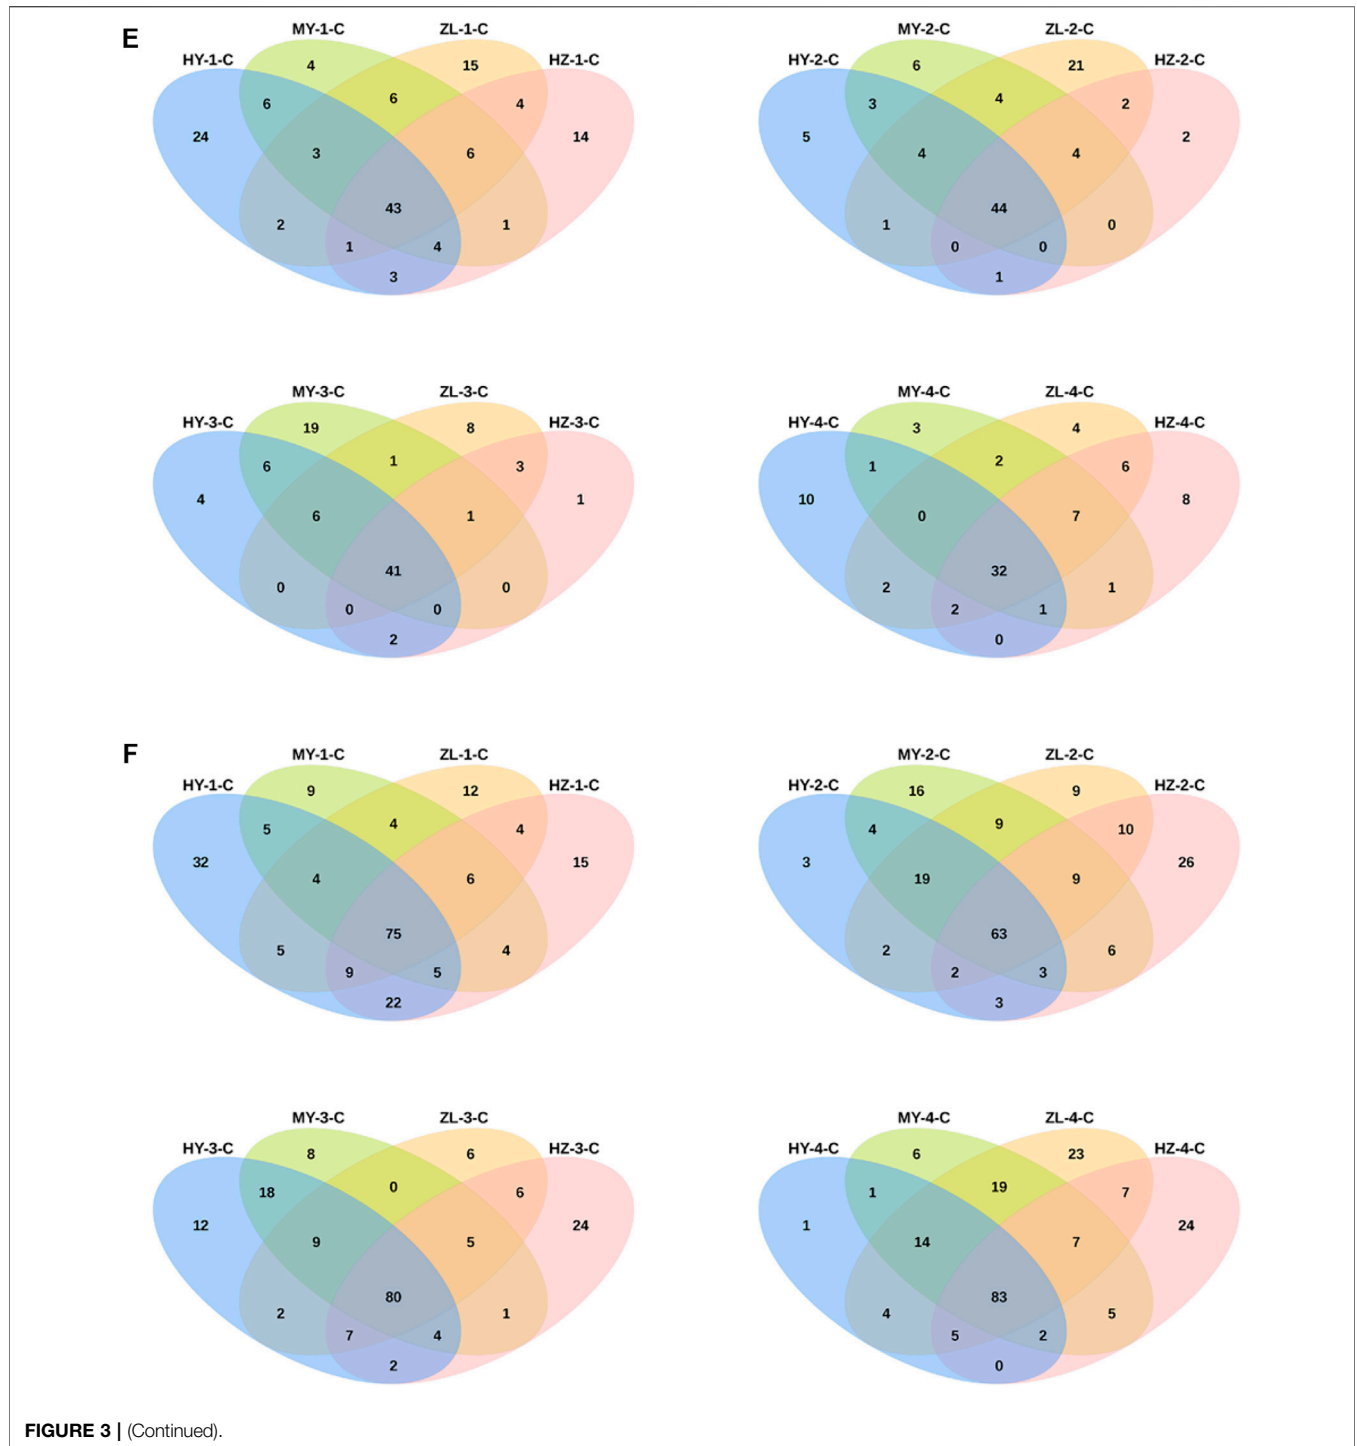 E
MY-1-C ZL-1-C
HY-1-C HZ-1-C
4 15
6 6 4
24 14
3 6
43
2 1
1 4
3
MY-2-C ZL-2-C
HY-2-C HZ-2-C
6 21
3 4 2
5 2
4 4
44
1 0
0 0
1
MY-3-C ZL-3-C
HY-3-C HZ-3-C
19 8
6 1 3
4 1
6 1
41
0 0
0 0
2
MY-4-C ZL-4-C
HY-4-C HZ-4-C
3 4
1 2 6
10 8
0 7
32
2 1
2 1
0
F
MY-1-C ZL-1-C
HY-1-C HZ-1-C
9 12
5 4 4
32 15
4 6
75
5 4
9 5
22
MY-2-C ZL-2-C
HY-2-C HZ-2-C
16 9
4 9 10
3 26
19 9
63
2 6
2 3
3
MY-3-C ZL-3-C
HY-3-C HZ-3-C
8 6
18 0 6
12 24
9 5
80
2 1
7 4
2
MY-4-C ZL-4-C
HY-4-C HZ-4-C
6 23
1 19 7
1 24
14 7
83
4 5
5 2
0
FIGURE 3 | (Continued).